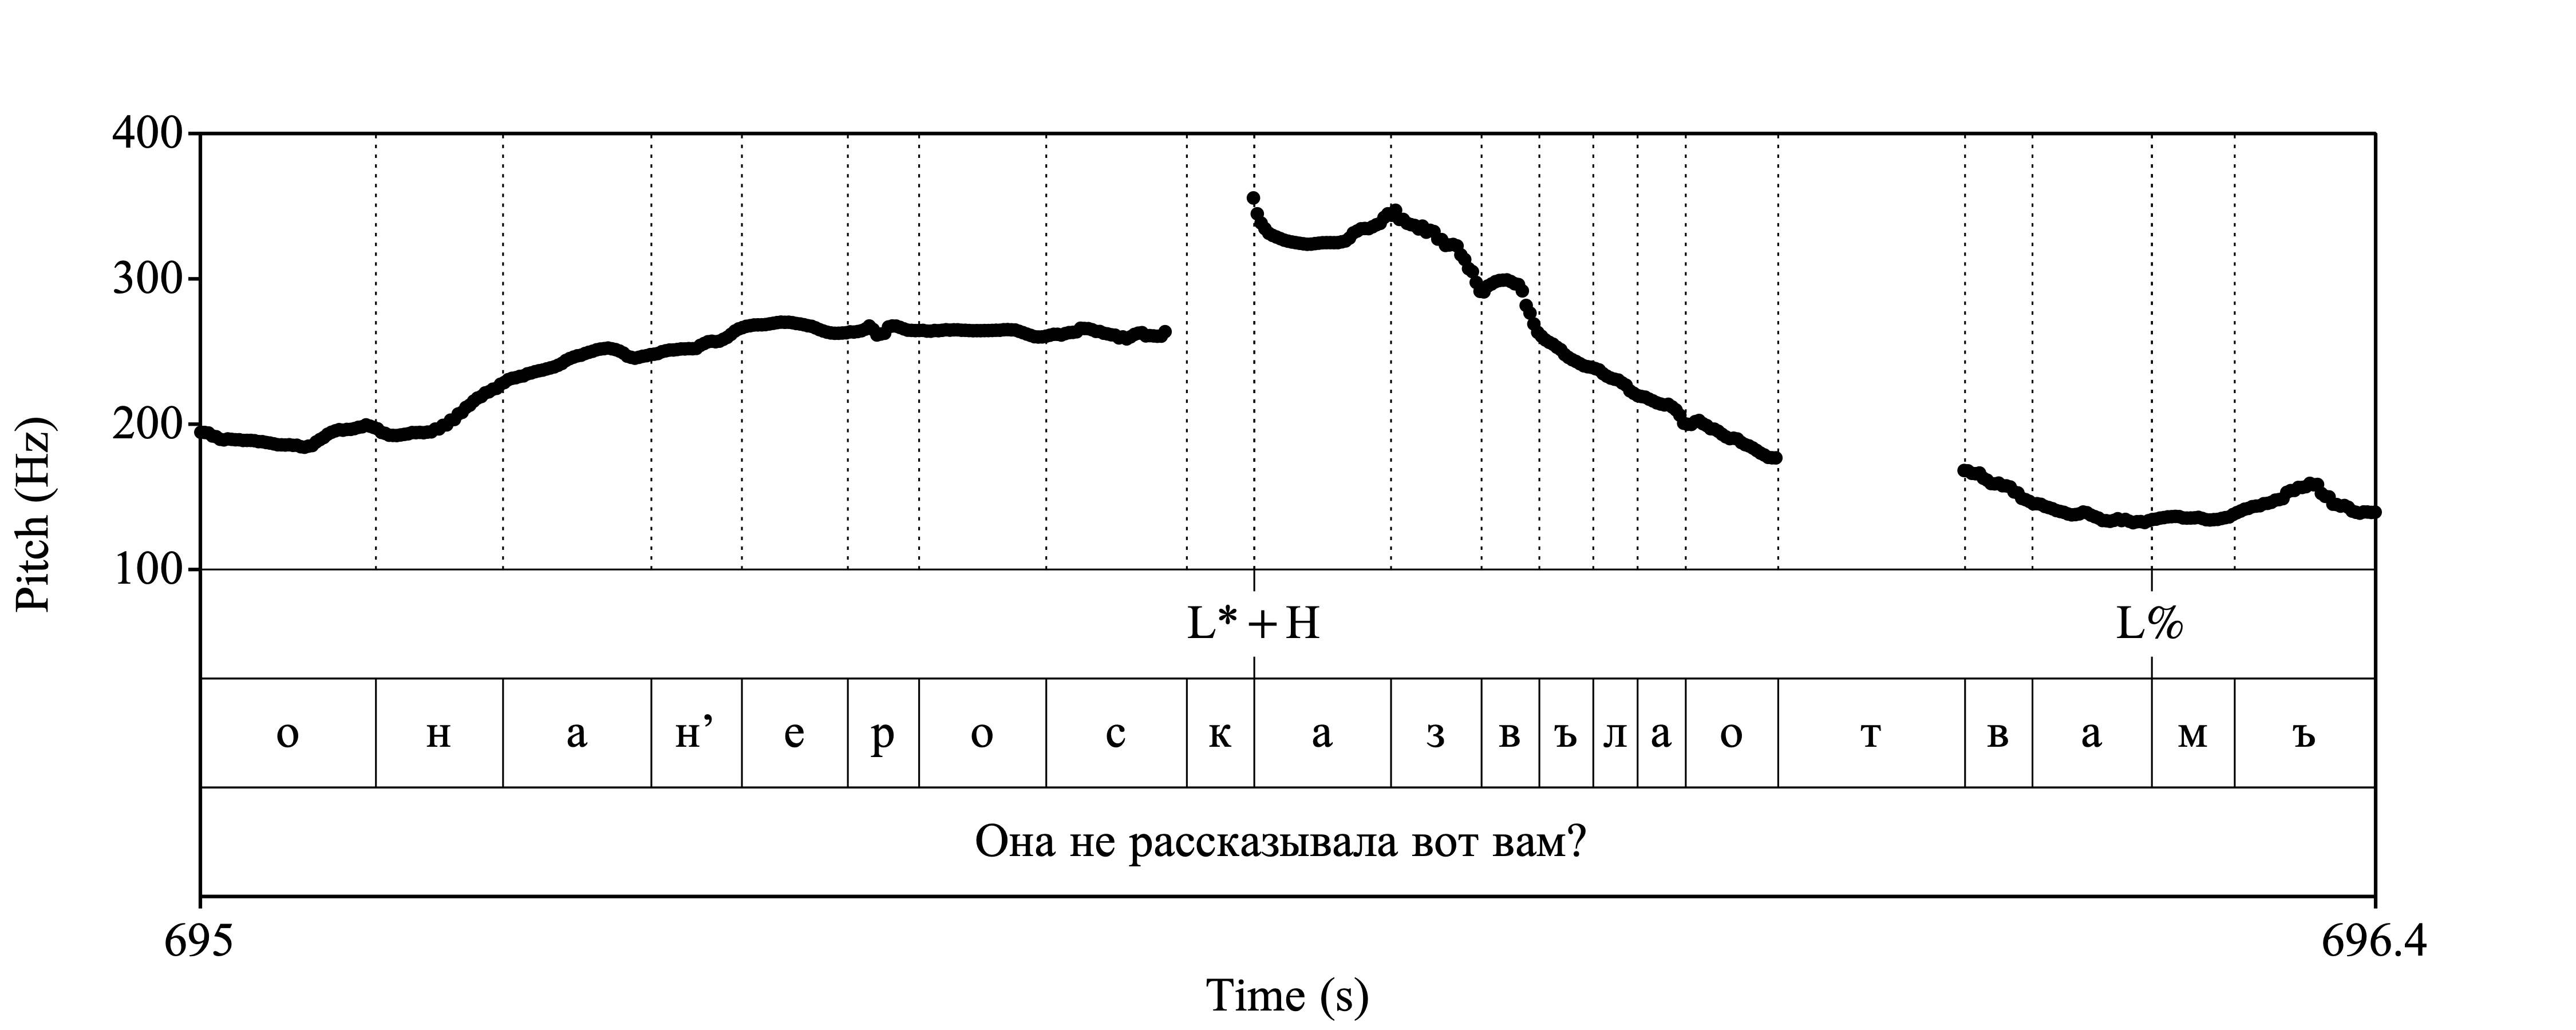 400
300
200
100
Pitch (Hz)
L*+H L%
о н а н’ е р о с к а з в ъ л а о т в а м ъ
Она не рассказывала вот вам?
695 696.4
Time (s)